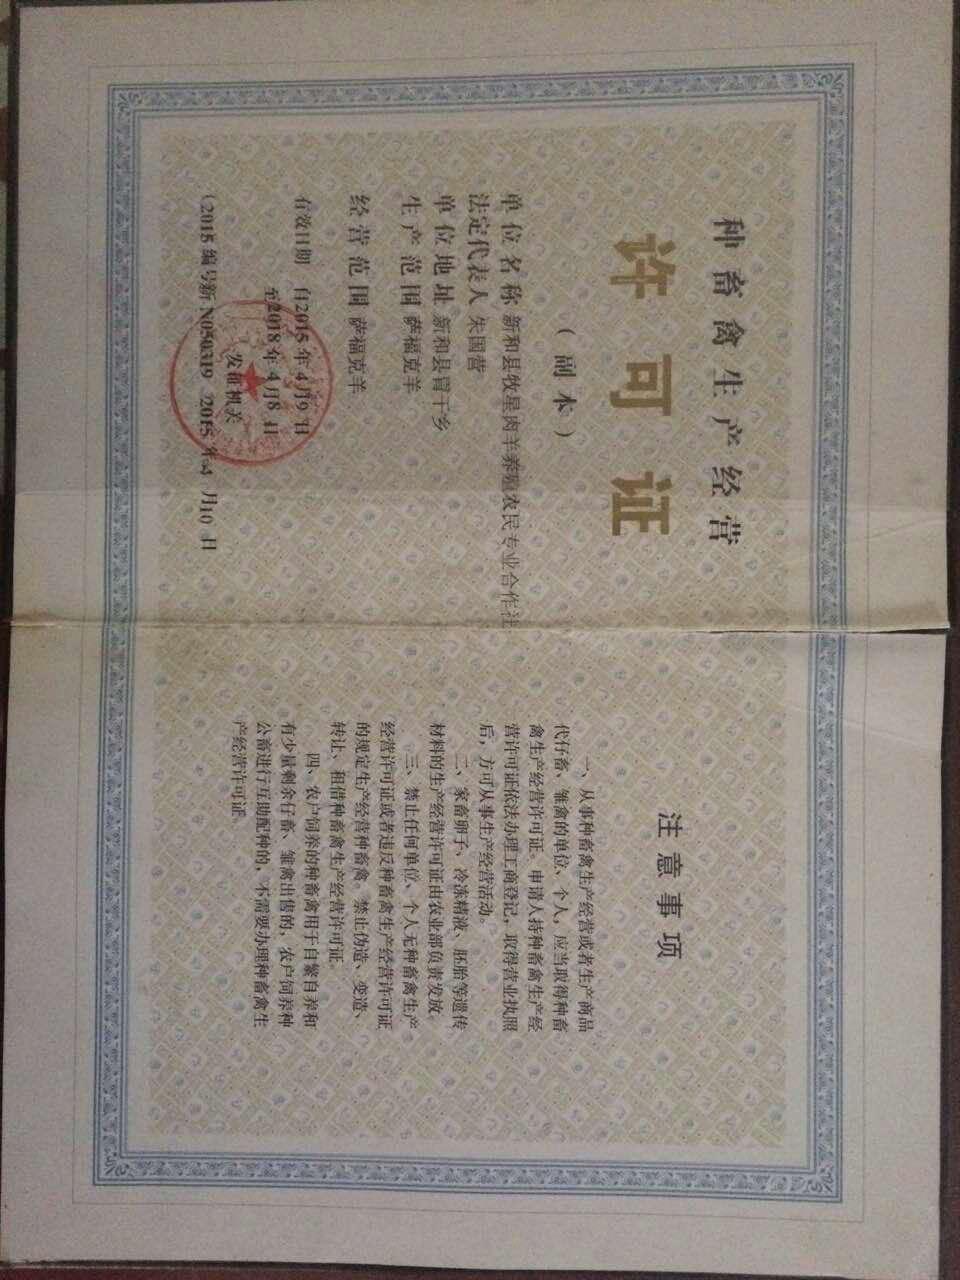 种畜禽生产经营
许可证
（副本）
单位名称 新和县牧星肉羊养殖农民专业合作社
法定代表人 朱国营
单位地址 新和县冒干乡
生产范围 萨福克羊
经营范围 萨福克羊
有效日期 自2015年4月9日
至2018年4月8日
发证机关
(2015编号新N050319 2015年4月10日
注意事项
一、从事种畜禽生产经营或者生产商品
代仔畜、雏禽的单位、个人，应当取得种畜
禽生产经营许可证。申请人持种畜禽生产经
营许可证依法办理工商登记，取得营业执照
后，方可从事生产经营活动。
二、家畜卵子、冷冻精液、胚胎等遗传
材料的生产经营许可证由农业部负责发放。
三、禁止任何单位、个人无种畜禽生产
经营许可证或者违反种畜禽生产经营许可证
的规定生产经营种畜禽。禁止伪造、变造、
转让、租借种畜禽生产经营许可证。
四、农户饲养的种畜禽用于自繁自养和
有少量剩余仔畜、雏禽出售的，农户饲养种
公畜进行互助配种的，不需要办理种畜禽生
产经营许可证。